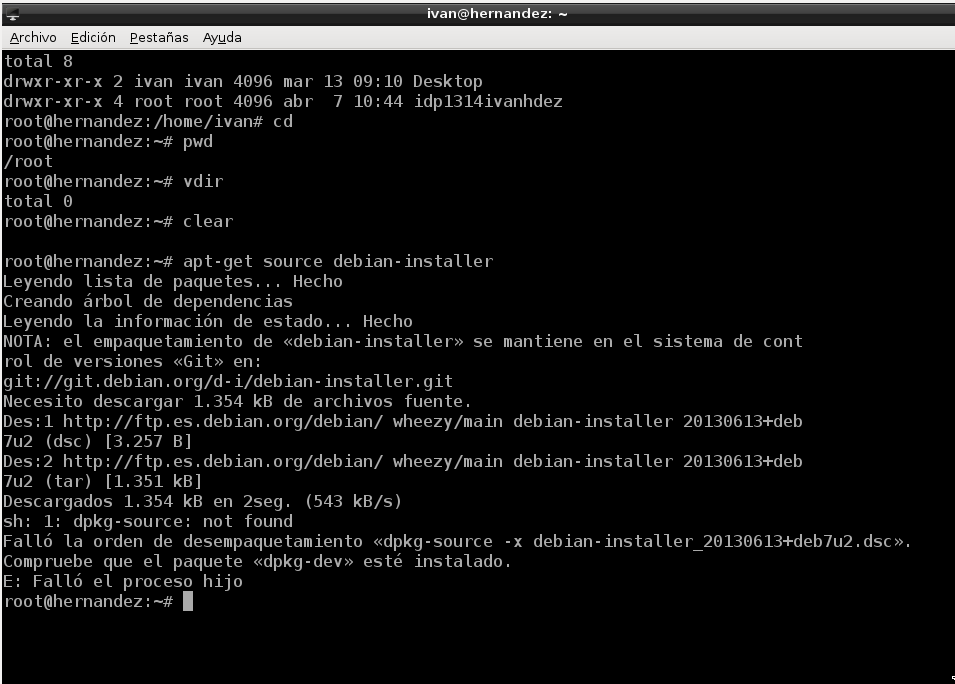 ivan@hernandez: ~
Archivo Edición Pestañas Ayuda
total 8
drwxr-xr-x 2 ivan ivan 4096 mar 13 09:10 Desktop
drwxr-xr-x 4 root root 4096 abr  7 10:44 idp1314ivanhdez
root@hernandez:/home/ivan# cd
root@hernandez:~# pwd
/root
root@hernandez:~# vdir
total 0
root@hernandez:~# clear
root@hernandez:~# apt-get source debian-installer
Leyendo lista de paquetes... Hecho
Creando árbol de dependencias
Leyendo la información de estado... Hecho
NOTA: el empaquetamiento de «debian-installer» se mantiene en el sistema de cont
rol de versiones «Git» en:
git://git.debian.org/d-i/debian-installer.git
Necesito descargar 1.354 kB de archivos fuente.
Des:1 http://ftp.es.debian.org/debian/ wheezy/main debian-installer 20130613+deb
7u2 (dsc) [3.257 B]
Des:2 http://ftp.es.debian.org/debian/ wheezy/main debian-installer 20130613+deb
7u2 (tar) [1.351 kB]
Descargados 1.354 kB en 2seg. (543 kB/s)
sh: 1: dpkg-source: not found
Falló la orden de desempaquetamiento «dpkg-source -x debian-installer_20130613+deb7u2.dsc».
Compruebe que el paquete «dpkg-dev» esté instalado.
E: Falló el proceso hijo
root@hernandez:~#